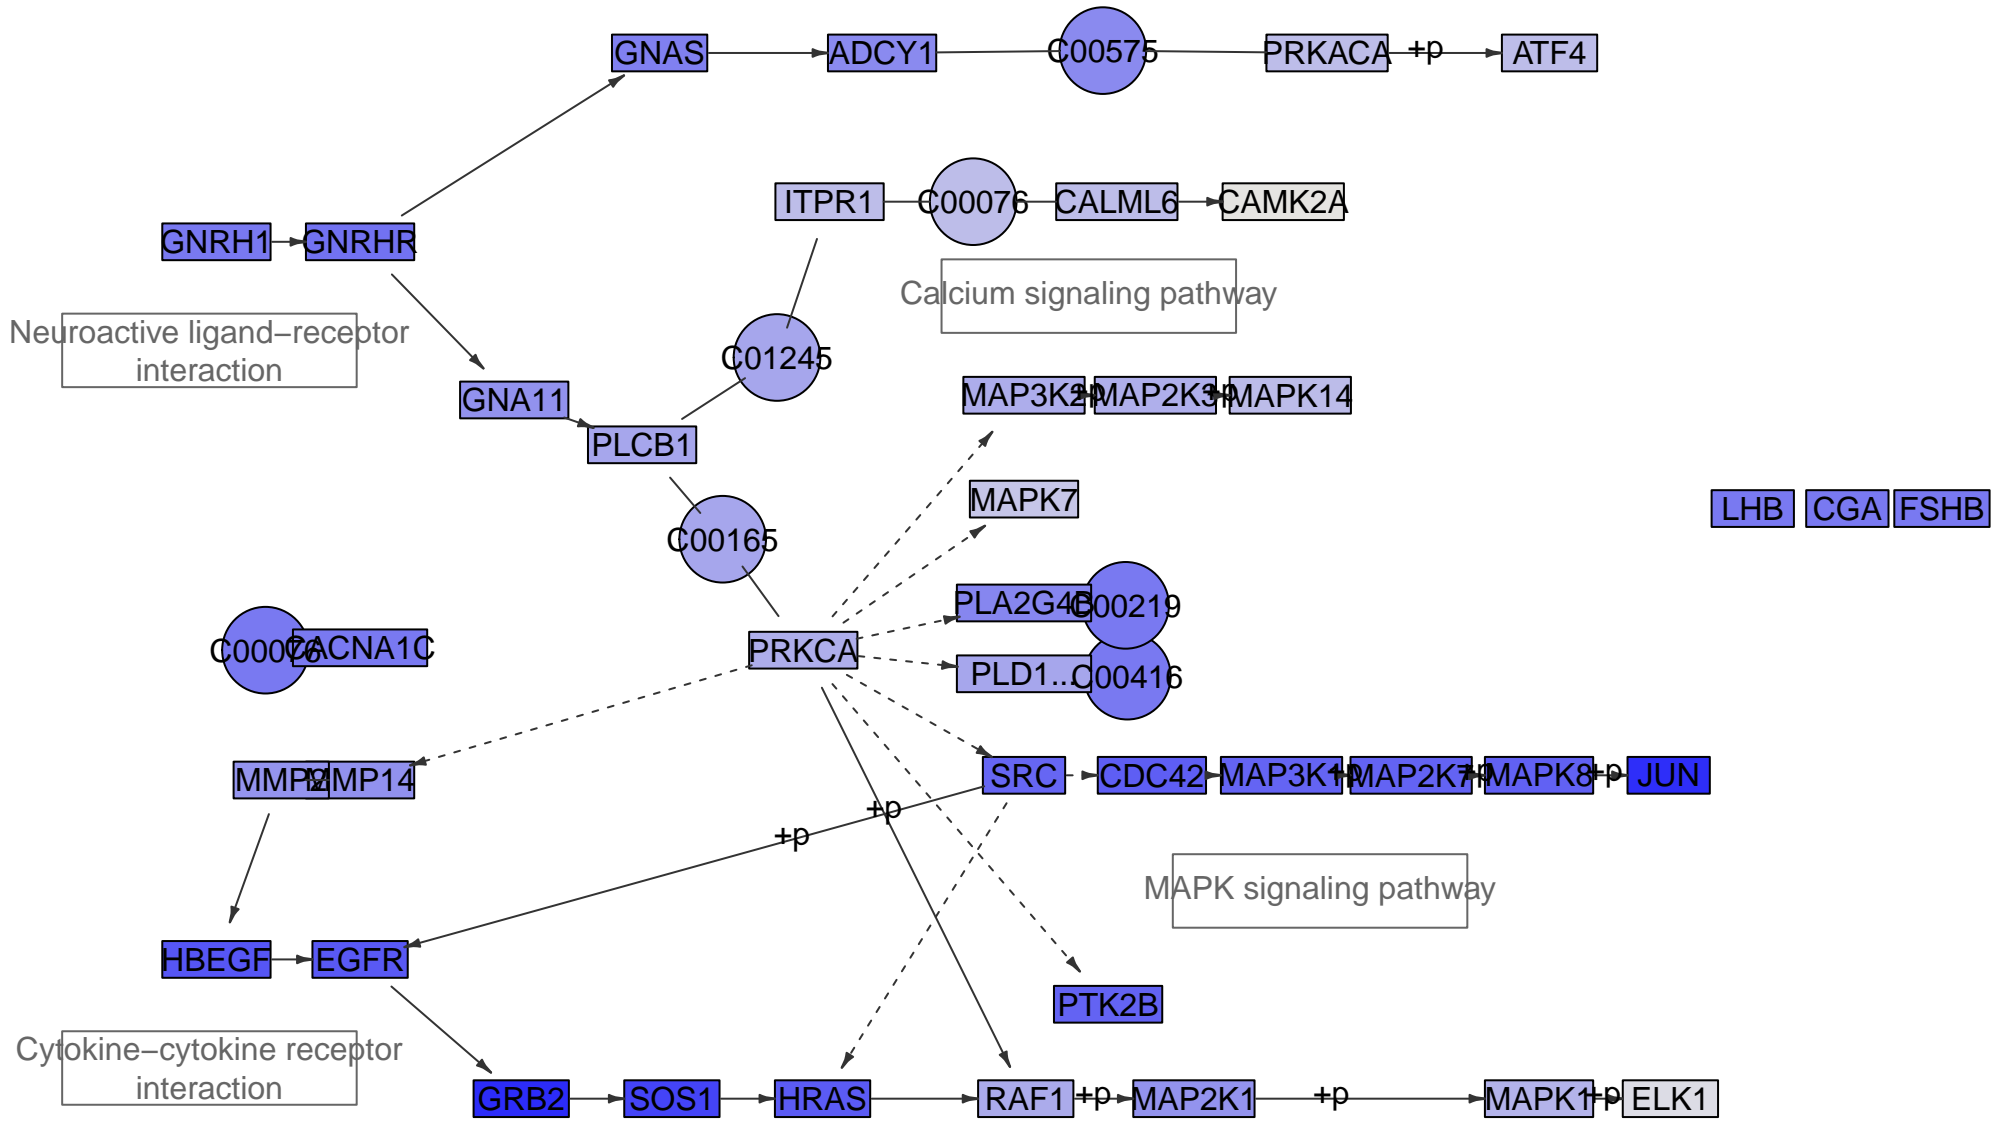 GNAS
ADCY1
C00575
PRKACA
+p
ATF4
ITPR1
C00076
CALML6
CAMK2A
GNRH1
GNRHR
Calcium signaling pathway
Neuroactive ligand–receptor
interaction
C01245
GNA11
MAP3K2
+p
MAP2K3
+p
MAPK14
PLCB1
MAPK7
LHB
CGA
FSHB
C00165
PLA2G4B
C00219
C00076
CACNA1C
PRKCA
PLD1...
C00416
MMP2
MMP14
SRC
CDC42
MAP3K1
+p
MAP2K7
+p
MAPK8
+p
JUN
+p
+p
MAPK signaling pathway
HBEGF
EGFR
PTK2B
Cytokine–cytokine receptor
interaction
GRB2
SOS1
HRAS
RAF1
+p
MAP2K1
+p
MAPK1
+p
ELK1